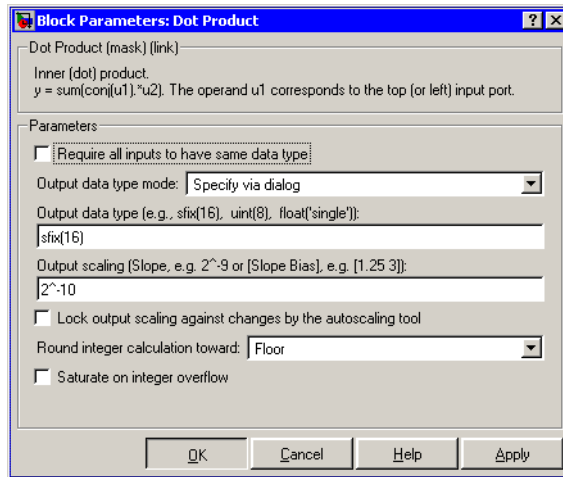 Block Parameters: Dot Product
Dot Product (mask) (link)
Inner (dot) product.
y = sum(conj(u1).*u2). The operand u1 corresponds to the top (or left) input port.
Parameters
Require all inputs to have same data type
Output data type mode: Specify via dialog
Output data type (e.g., sfix(16), uint(8), float('single')):
sfix(16)
Output scaling (Slope, e.g. 2^-9 or [Slope Bias], e.g. [1.25 3]):
2^-10
Lock output scaling against changes by the autoscaling tool
Round integer calculation toward: Floor
Saturate on integer overflow
OK Cancel Help Apply